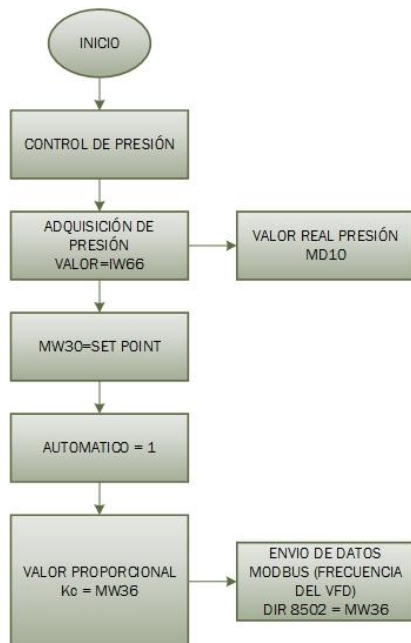 INICIO
CONTROL DE PRESIÓN
ADQUISICIÓN DE
PRESIÓN
VALOR=IW66
VALOR REAL PRESIÓN
MD10
MW30=SET POINT
AUTOMATICO = 1
VALOR PROPORCIONAL
Kc = MW36
ENVIO DE DATOS
MODBUS (FRECUENCIA
DEL VFD)
DIR 8502 = MW36